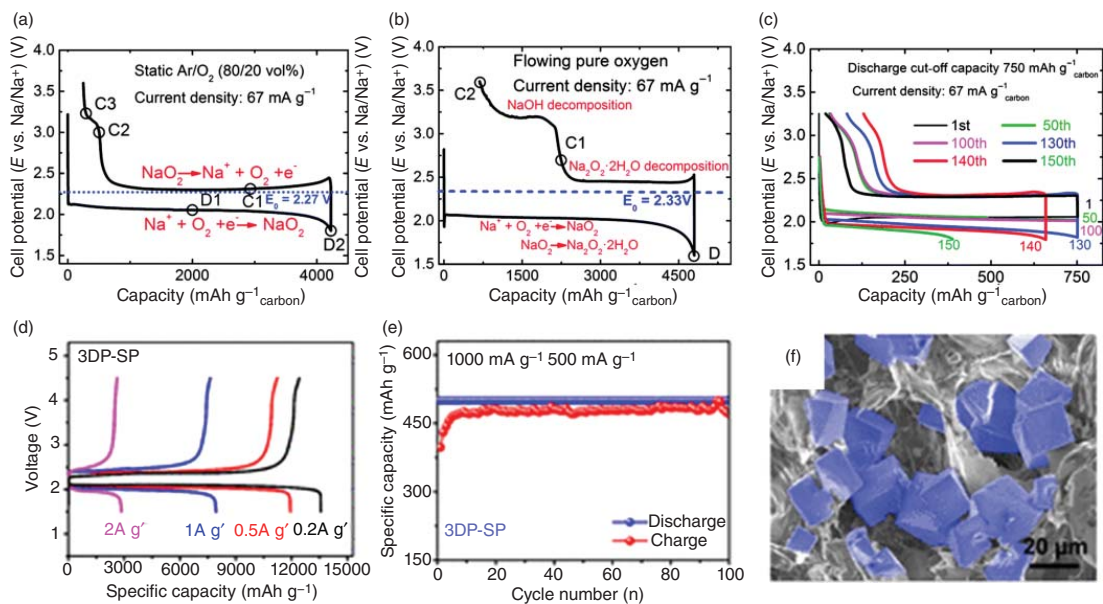 (a)
Cell potential (E vs. Na/Na⁺) (V)
4.0
3.5
3.0
2.5
2.0
1.5
Static Ar/O₂ (80/20 vol%)
Current density: 67 mA g⁻¹
C3
C2
NaO₂→Na⁺ + O₂ +e⁻
D1
C1
E₀ = 2.27 V
Na⁺ + O₂ +e⁻→ NaO₂
D2
0 1000 2000 3000 4000
Capacity (mAh g⁻¹carbon)
(b)
Cell potential (E vs. Na/Na⁺) (V)
4.0
3.5
3.0
2.5
2.0
1.5
Flowing pure oxygen
Current density: 67 mA g⁻¹
C2
NaOH decomposition
C1
Na₂O₂·2H₂O decomposition
E₀ = 2.33V
Na⁺ + O₂ +e⁻→NaO₂
NaO₂→Na₂O₂·2H₂O
D
0 1500 3000 4500
Capacity (mAh g⁻¹carbon)
(c)
Cell potential (E vs. Na/Na⁺) (V)
4.0
3.5
3.0
2.5
2.0
1.5
Discharge cut-off capacity 750 mAh g⁻¹carbon
Current density: 67 mA g⁻¹carbon
1st 50th
100th 130th
140th 150th
1
50
100
150 140 130
0 250 500 750
Capacity (mAh g⁻¹carbon)
(d)
Voltage (V)
5
4
3
2
1
3DP-SP
2A g′ 1A g′ 0.5A g′ 0.2A g′
0 3000 6000 9000 12000 15000
Specific capacity (mAh g⁻¹)
(e)
Specific capacity (mAh g⁻¹)
600
450
300
150
1000 mA g⁻¹ 500 mA g⁻¹
3DP-SP
Discharge
Charge
0 20 40 60 80 100
Cycle number (n)
(f)
20 µm